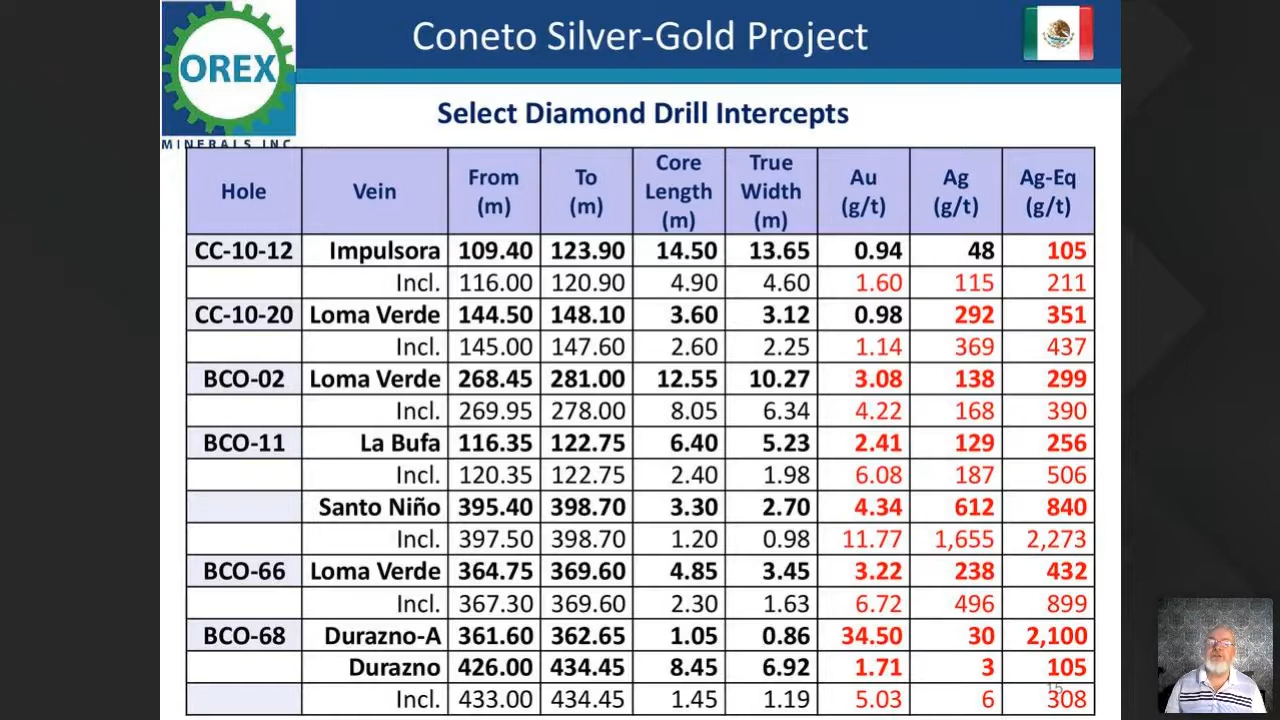 Coneto Silver-Gold Project
OREX
MINERALS INC
Select Diamond Drill Intercepts
Hole Vein From (m) To (m) Core Length (m) True Width (m) Au (g/t) Ag (g/t) Ag-Eq (g/t)
CC-10-12 Impulsora 109.40 123.90 14.50 13.65 0.94 48 105
Incl. 116.00 120.90 4.90 4.60 1.60 115 211
CC-10-20 Loma Verde 144.50 148.10 3.60 3.12 0.98 292 351
Incl. 145.00 147.60 2.60 2.25 1.14 369 437
BCO-02 Loma Verde 268.45 281.00 12.55 10.27 3.08 138 299
Incl. 269.95 278.00 8.05 6.34 4.22 168 390
BCO-11 La Bufa 116.35 122.75 6.40 5.23 2.41 129 256
Incl. 120.35 122.75 2.40 1.98 6.08 187 506
Santo Niño 395.40 398.70 3.30 2.70 4.34 612 840
Incl. 397.50 398.70 1.20 0.98 11.77 1,655 2,273
BCO-66 Loma Verde 364.75 369.60 4.85 3.45 3.22 238 432
Incl. 367.30 369.60 2.30 1.63 6.72 496 899
BCO-68 Durazno-A 361.60 362.65 1.05 0.86 34.50 30 2,100
Durazno 426.00 434.45 8.45 6.92 1.71 3 105
Incl. 433.00 434.45 1.45 1.19 5.03 6 308
15